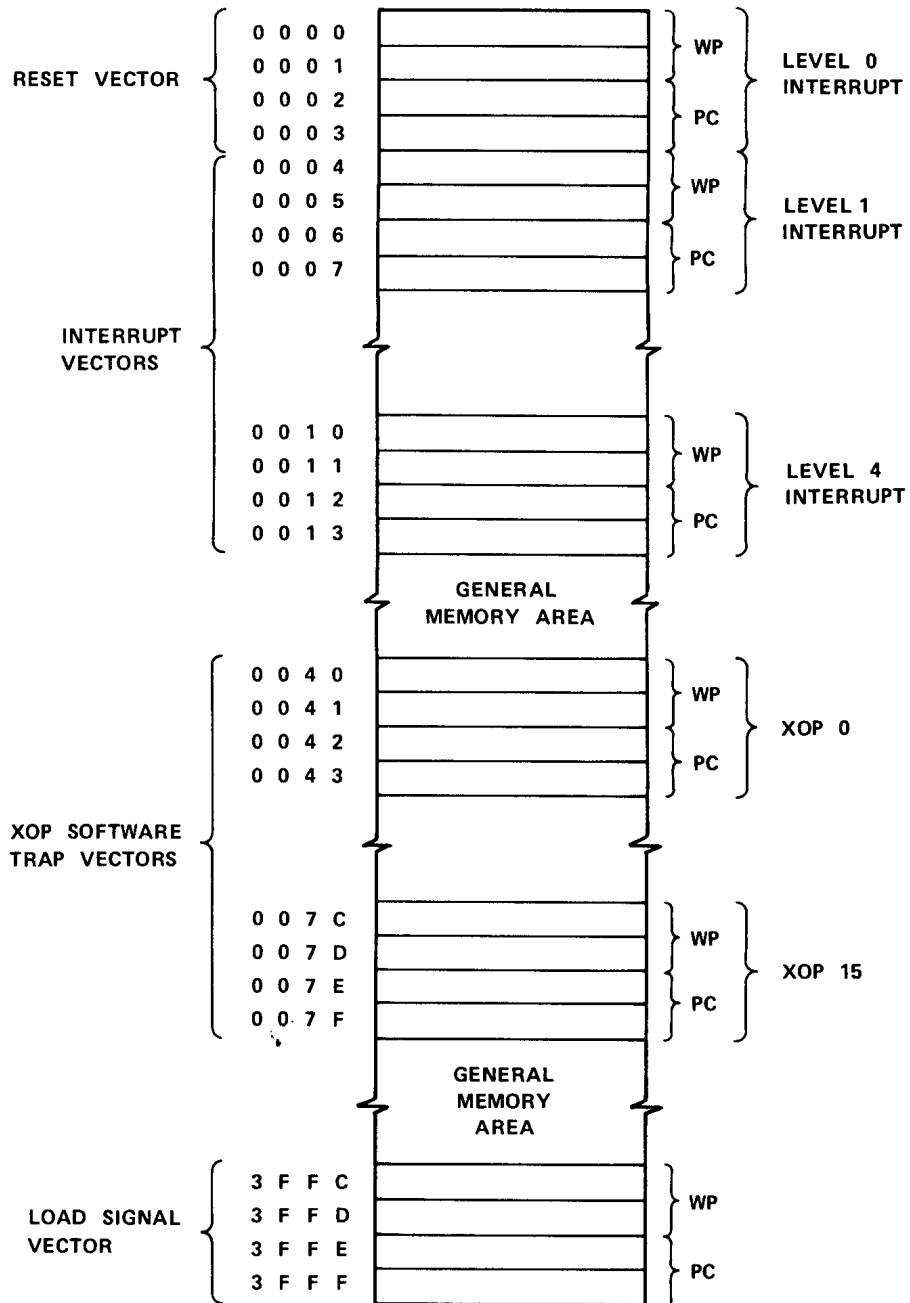 0 0 0 0
0 0 0 1
0 0 0 2
0 0 0 3
RESET VECTOR
WP
PC
LEVEL 0
INTERRUPT
0 0 0 4
0 0 0 5
0 0 0 6
0 0 0 7
WP
PC
LEVEL 1
INTERRUPT
INTERRUPT
VECTORS
0 0 1 0
0 0 1 1
0 0 1 2
0 0 1 3
WP
PC
LEVEL 4
INTERRUPT
GENERAL
MEMORY AREA
0 0 4 0
0 0 4 1
0 0 4 2
0 0 4 3
WP
PC
XOP 0
XOP SOFTWARE
TRAP VECTORS
0 0 7 C
0 0 7 D
0 0 7 E
0 0 7 F
WP
PC
XOP 15
GENERAL
MEMORY
AREA
LOAD SIGNAL
VECTOR
3 F F C
3 F F D
3 F F E
3 F F F
WP
PC